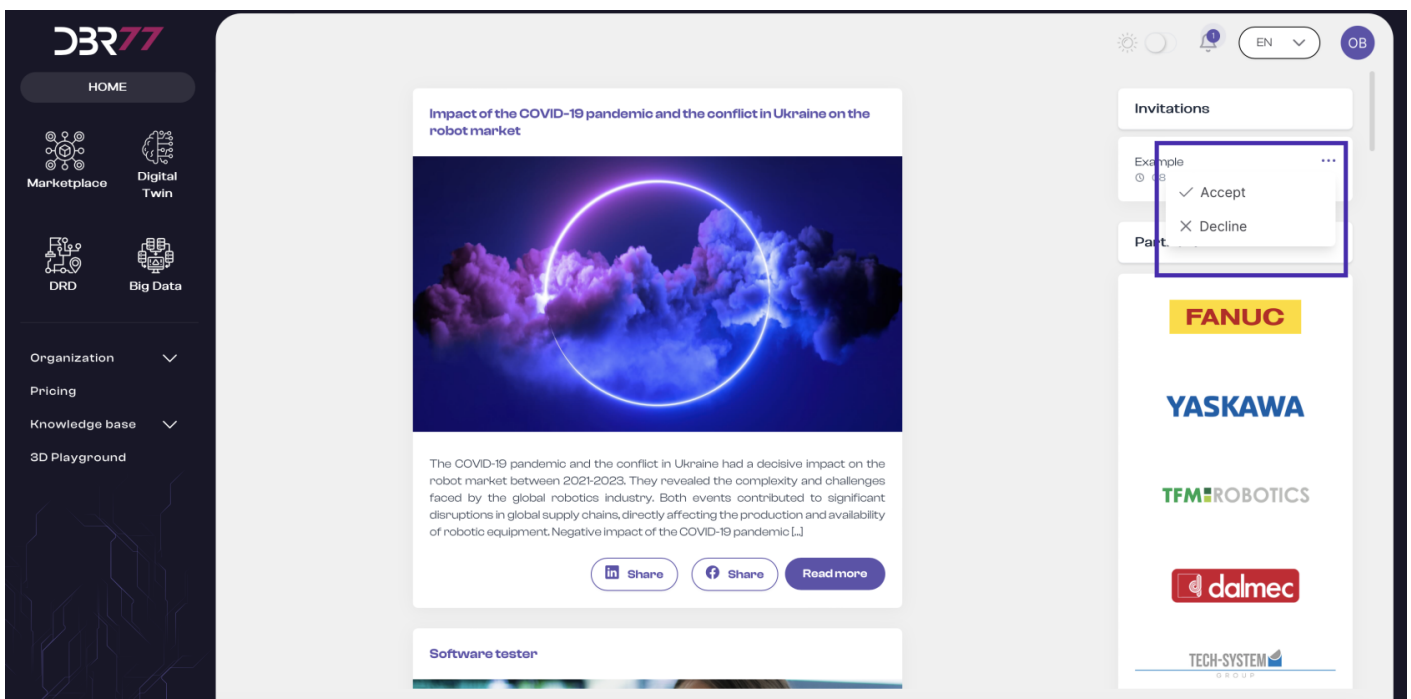 DBR77
HOME
Marketplace
Digital
Twin
DRD
Big Data
Organization
Pricing
Knowledge base
3D Playground
Impact of the COVID-19 pandemic and the conflict in Ukraine on the
robot market
The COVID-19 pandemic and the conflict in Ukraine had a decisive impact on the
robot market between 2021-2023. They revealed the complexity and challenges
faced by the global robotics industry. Both events contributed to significant
disruptions in global supply chains, directly affecting the production and availability
of robotic equipment. Negative impact of the COVID-19 pandemic [...]
in Share
Share
Read more
Software tester
1
EN
OB
Invitations
Example
Accept
Decline
FANUC
YASKAWA
TFM ROBOTICS
dalmec
TECH-SYSTEM
GROUP